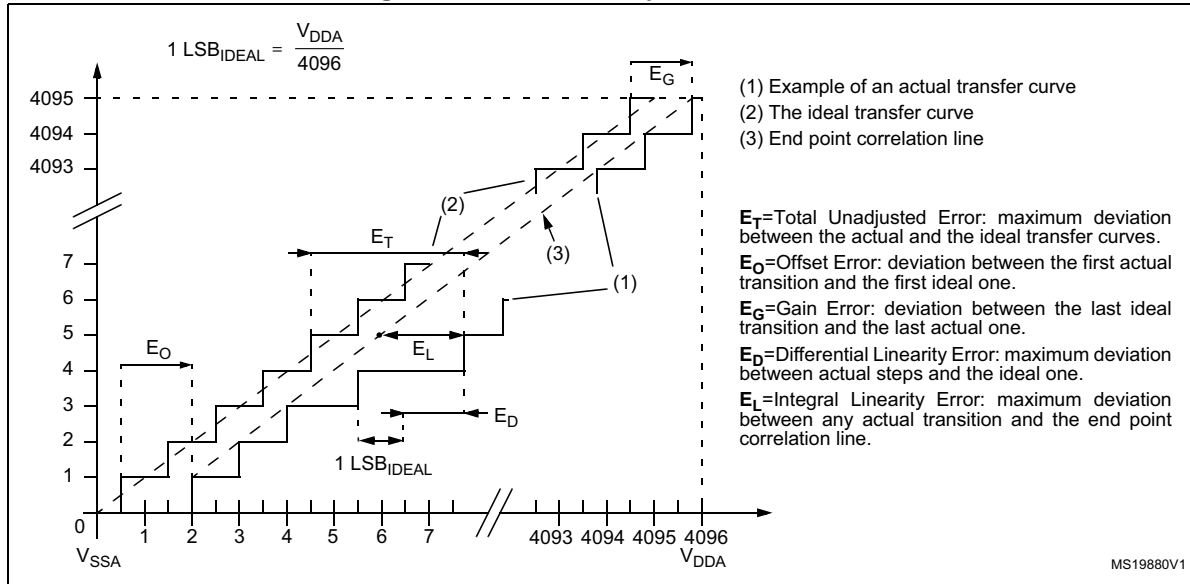 1 LSB_IDEAL = V_DDA / 4096
E_G
4095
4094
4093
7
6
5
4
3
2
1
0
(2)
E_T
(3)
(1)
E_O
E_L
E_D
1 LSB_IDEAL
1 2 3 4 5 6 7 4093 4094 4095 4096
V_SSA V_DDA
(1) Example of an actual transfer curve
(2) The ideal transfer curve
(3) End point correlation line
E_T=Total Unadjusted Error: maximum deviation
between the actual and the ideal transfer curves.
E_O=Offset Error: deviation between the first actual
transition and the first ideal one.
E_G=Gain Error: deviation between the last ideal
transition and the last actual one.
E_D=Differential Linearity Error: maximum deviation
between actual steps and the ideal one.
E_L=Integral Linearity Error: maximum deviation
between any actual transition and the end point
correlation line.
MS19880V1